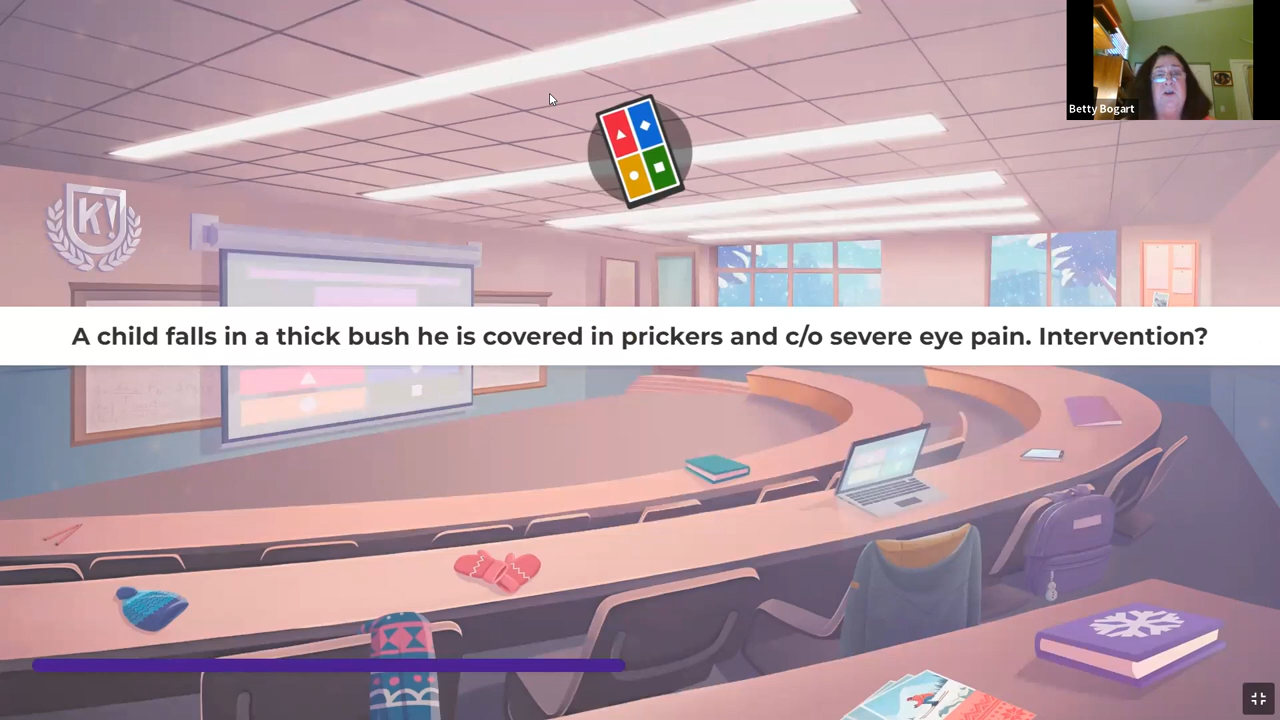 Betty Bogart
K!
A child falls in a thick bush he is covered in prickers and c/o severe eye pain. Intervention?